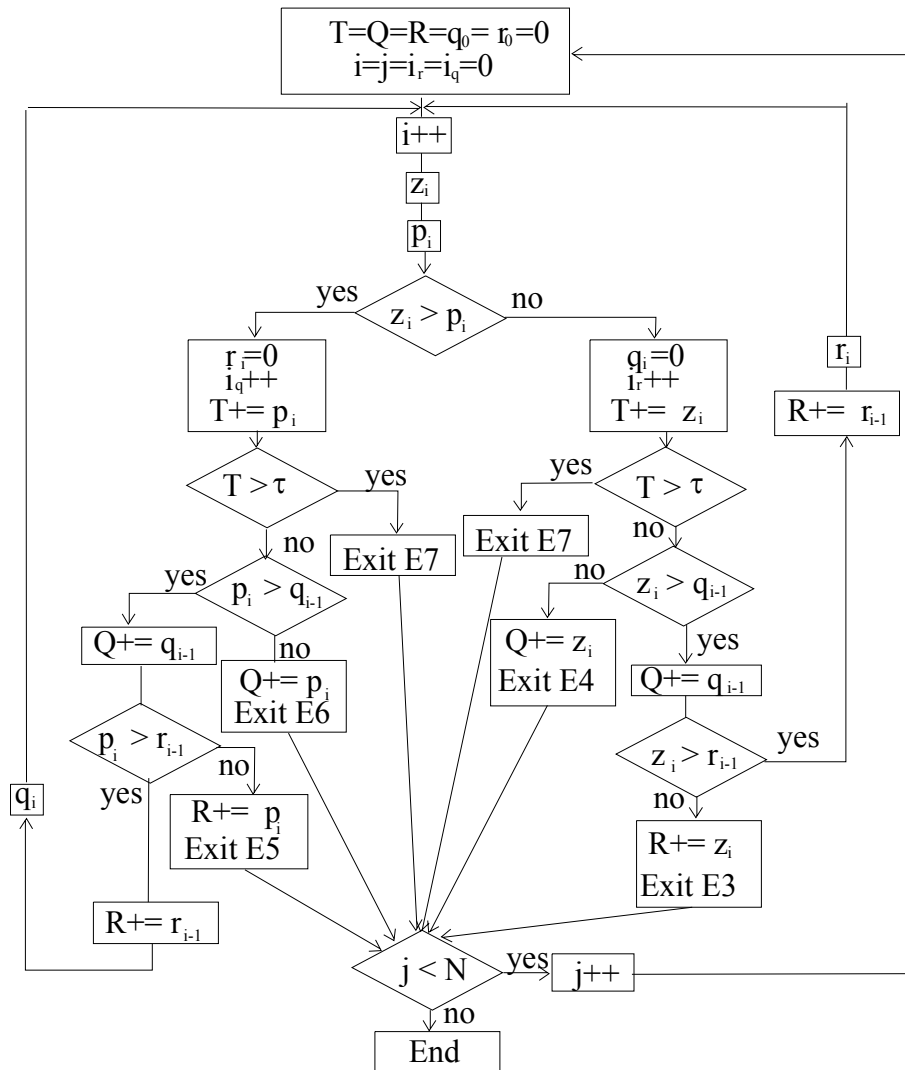 T=Q=R=q₀= r₀=0
i=j=iᵣ=i_q=0
i++
zᵢ
pᵢ
yes
zᵢ > pᵢ
no
rᵢ=0
i_q++
T+= pᵢ
qᵢ=0
iᵣ++
T+= zᵢ
rᵢ
R+= rᵢ₋₁
T > τ
yes
yes
T > τ
no
Exit E7
Exit E7
no
yes
pᵢ > qᵢ₋₁
no
zᵢ > qᵢ₋₁
Q+= qᵢ₋₁
no
Q+= pᵢ
Exit E6
Q+= zᵢ
Exit E4
yes
Q+= qᵢ₋₁
pᵢ > rᵢ₋₁
no
zᵢ > rᵢ₋₁
yes
qᵢ
yes
R+= pᵢ
Exit E5
no
R+= zᵢ
Exit E3
R+= rᵢ₋₁
j < N
yes
j++
no
End